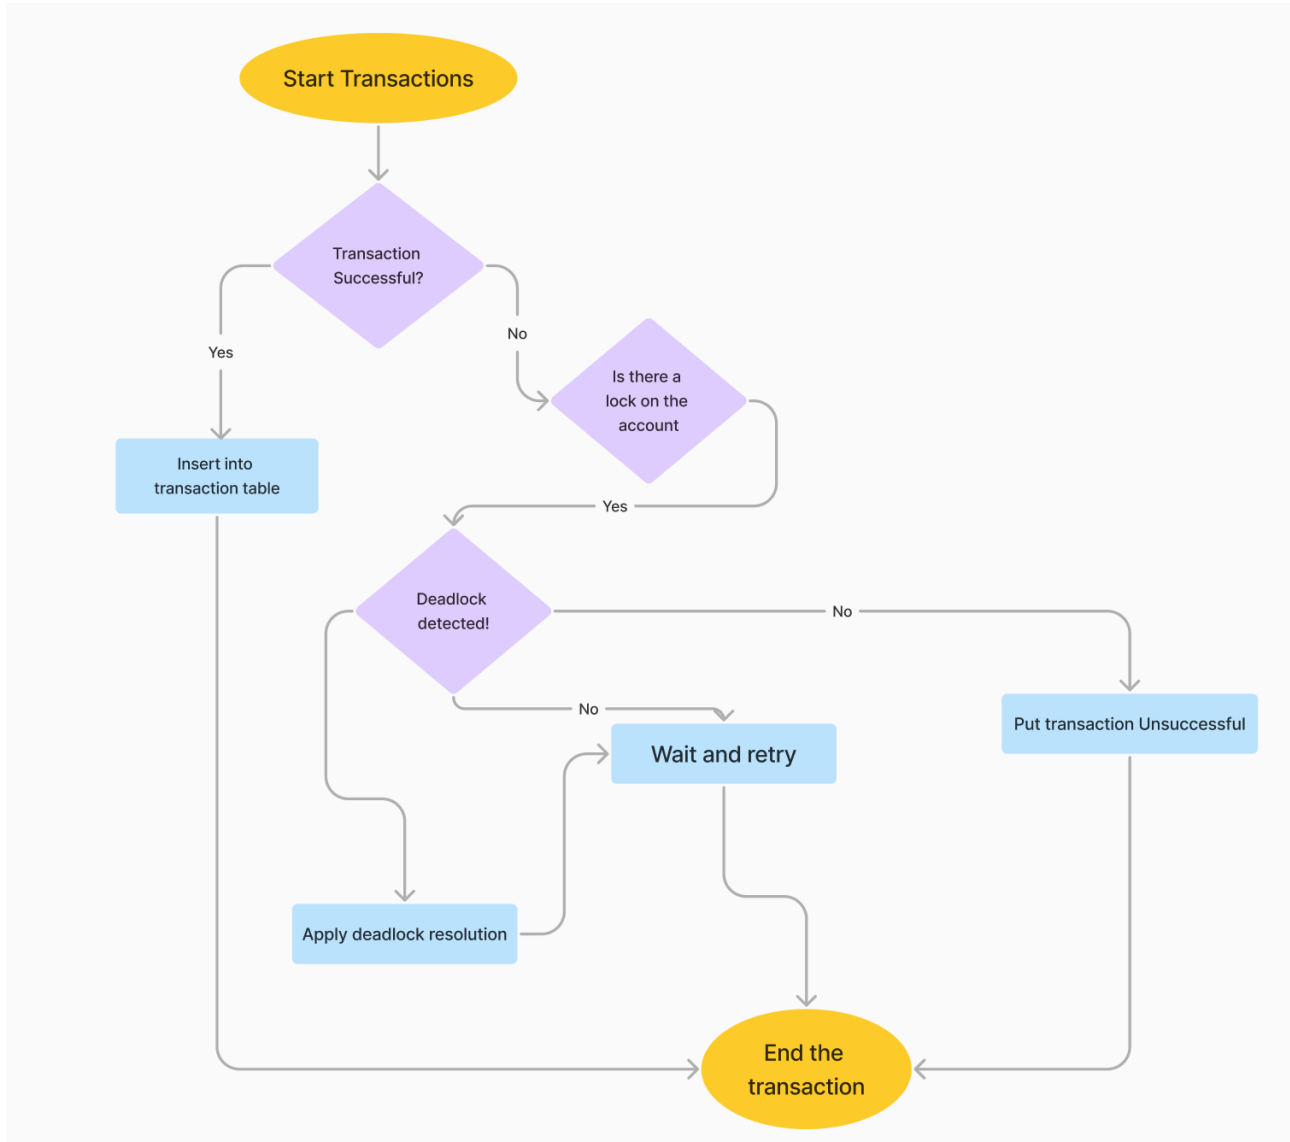 Start Transactions
Transaction
Successful?
No
Yes
Is there a
lock on the
account
Insert into
transaction table
Yes
Deadlock
detected!
No
No
Put transaction Unsuccessful
Wait and retry
Apply deadlock resolution
End the
transaction